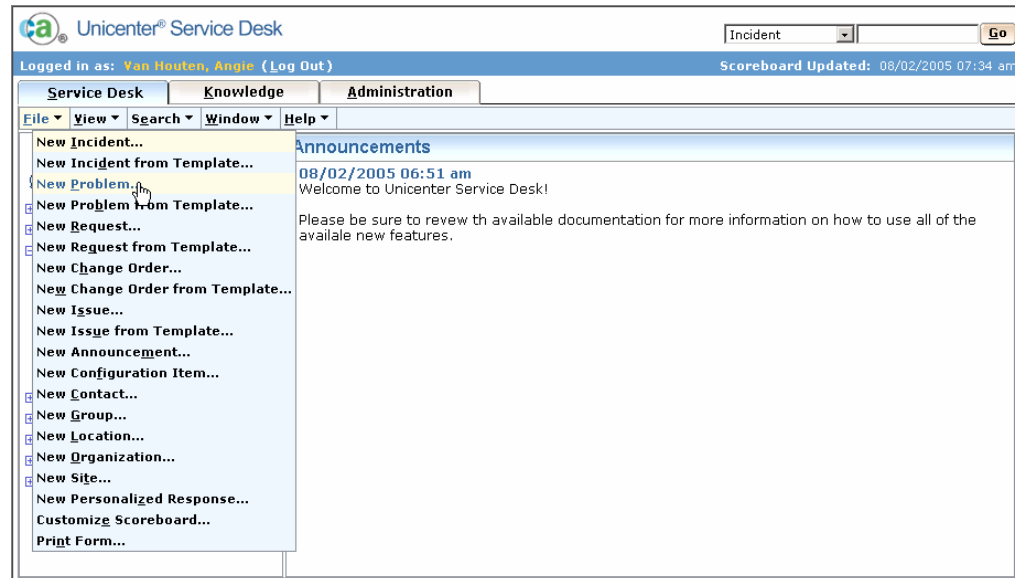 ca® Unicenter® Service Desk
Incident Go
Logged in as: Van Houten, Angie (Log Out) Scoreboard Updated: 08/02/2005 07:34 am
Service Desk Knowledge Administration
File View Search Window Help
New Incident...
New Incident from Template...
New Problem...
New Problem from Template...
New Request...
New Request from Template...
New Change Order...
New Change Order from Template...
New Issue...
New Issue from Template...
New Announcement...
New Configuration Item...
New Contact...
New Group...
New Location...
New Organization...
New Site...
New Personalized Response...
Customize Scoreboard...
Print Form...
Announcements
08/02/2005 06:51 am
Welcome to Unicenter Service Desk!
Please be sure to revew th available documentation for more information on how to use all of the
availale new features.